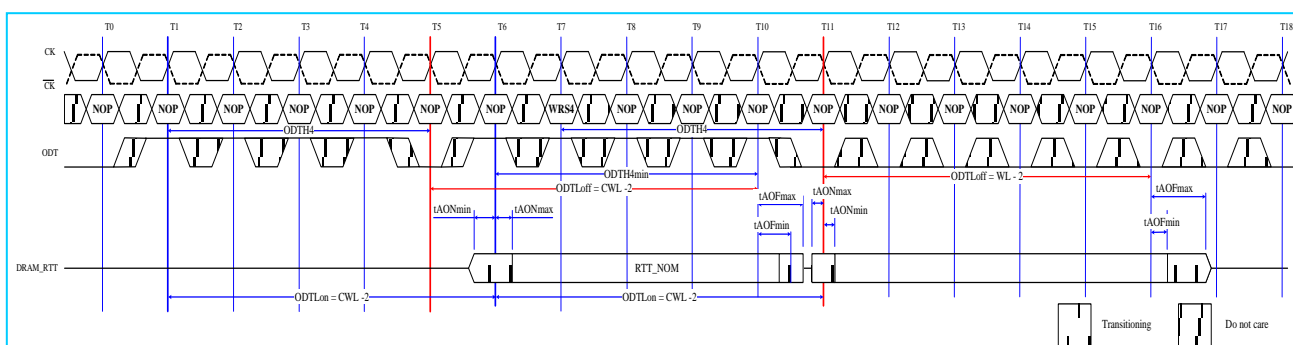 T0 T1 T2 T3 T4 T5 T6 T7 T8 T9 T10 T11 T12 T13 T14 T15 T16 T17 T18
CK
CK
NOP NOP NOP NOP NOP NOP NOP WRS4 NOP NOP NOP NOP NOP NOP NOP NOP NOP NOP NOP
ODTH4 ODTH4
ODT
ODTH4min ODTLoff = WL -2
ODTLoff = CWL -2
tAONmin tAONmax tAOFmax tAONmax tAOFmax
tAOFmin tAONmin tAOFmin
DRAM_RTT RTT_NOM
ODTLon = CWL -2 ODTLon = CWL -2
Transitioning Do not care